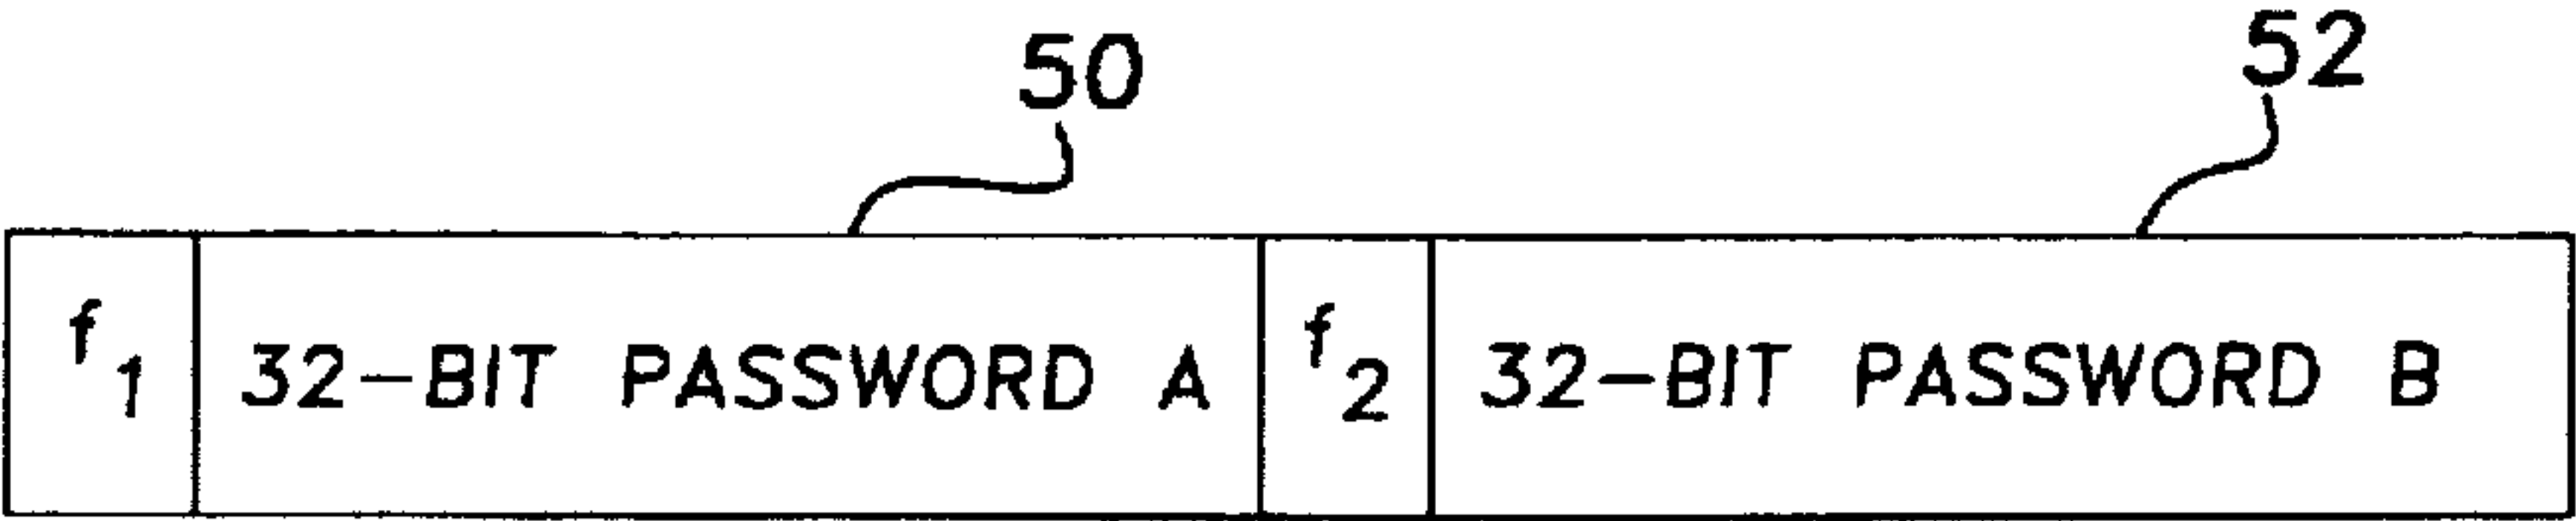 50 52
f1 32-BIT PASSWORD A f2 32-BIT PASSWORD B